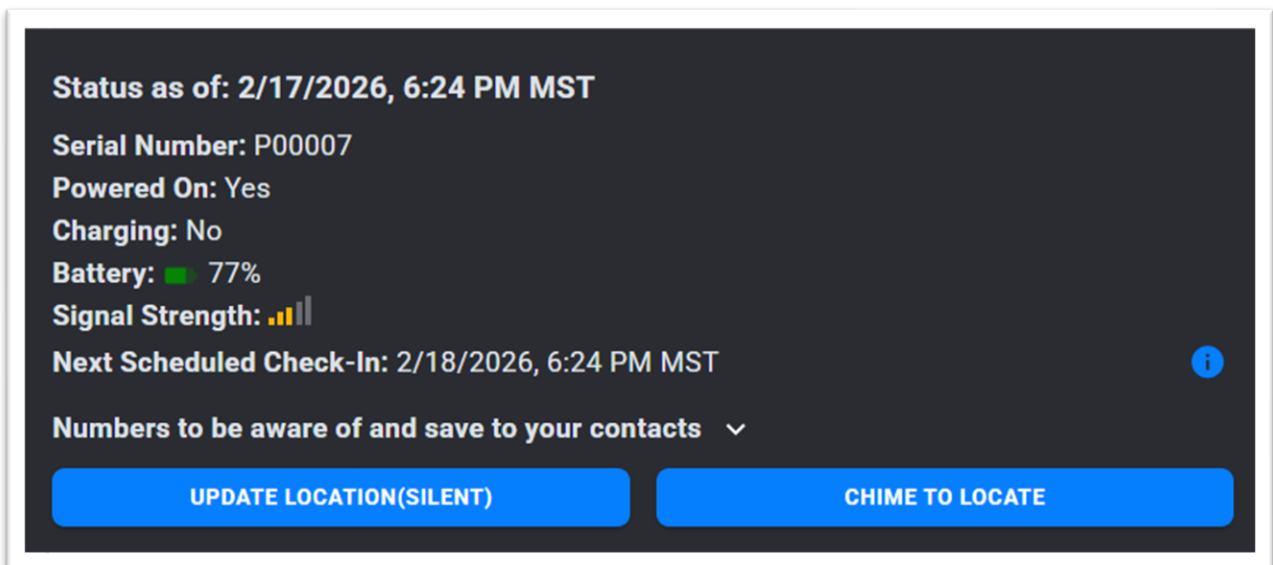 Status as of: 2/17/2026, 6:24 PM MST
Serial Number: P00007
Powered On: Yes
Charging: No
Battery: 77%
Signal Strength:
Next Scheduled Check-In: 2/18/2026, 6:24 PM MST
Numbers to be aware of and save to your contacts
UPDATE LOCATION(SILENT)
CHIME TO LOCATE